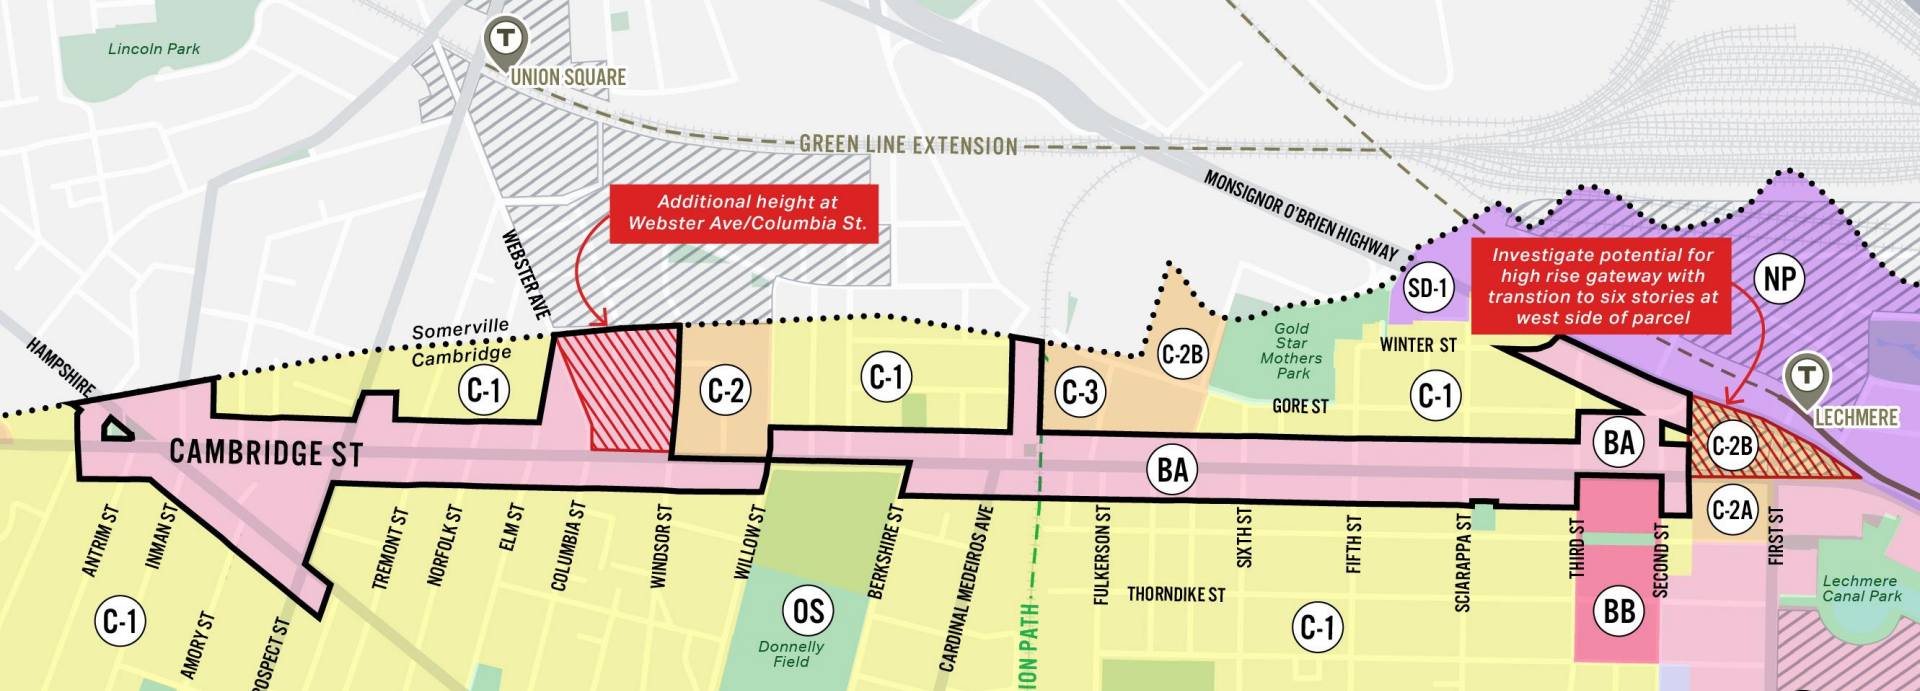 Lincoln Park
T
UNION SQUARE
GREEN LINE EXTENSION
MONSIGNOR O'BRIEN HIGHWAY
Additional height at
Webster Ave/Columbia St.
WEBSTER AVE
Investigate potential for
high rise gateway with
transtion to six stories at
west side of parcel
NP
SD-1
Somerville
Cambridge
HAMPSHIRE
C-1
C-2
C-1
C-3
C-2B
Gold
Star
Mothers
Park
WINTER ST
C-1
GORE ST
T
LECHMERE
CAMBRIDGE ST
BA
BA
C-2B
C-2A
ANTRIM ST
INMAN ST
TREMONT ST
NORFOLK ST
ELM ST
COLUMBIA ST
WINDSOR ST
WILLOW ST
BERKSHIRE ST
CARDINAL MEDEIROS AVE
FULKERSON ST
SIXTH ST
FIFTH ST
SCIARAPPA ST
THIRD ST
SECOND ST
FIRST ST
THORNDIKE ST
C-1
AMORY ST
OSPECT ST
OS
Donnelly
Field
ION PATH
C-1
BB
Lechmere
Canal Park